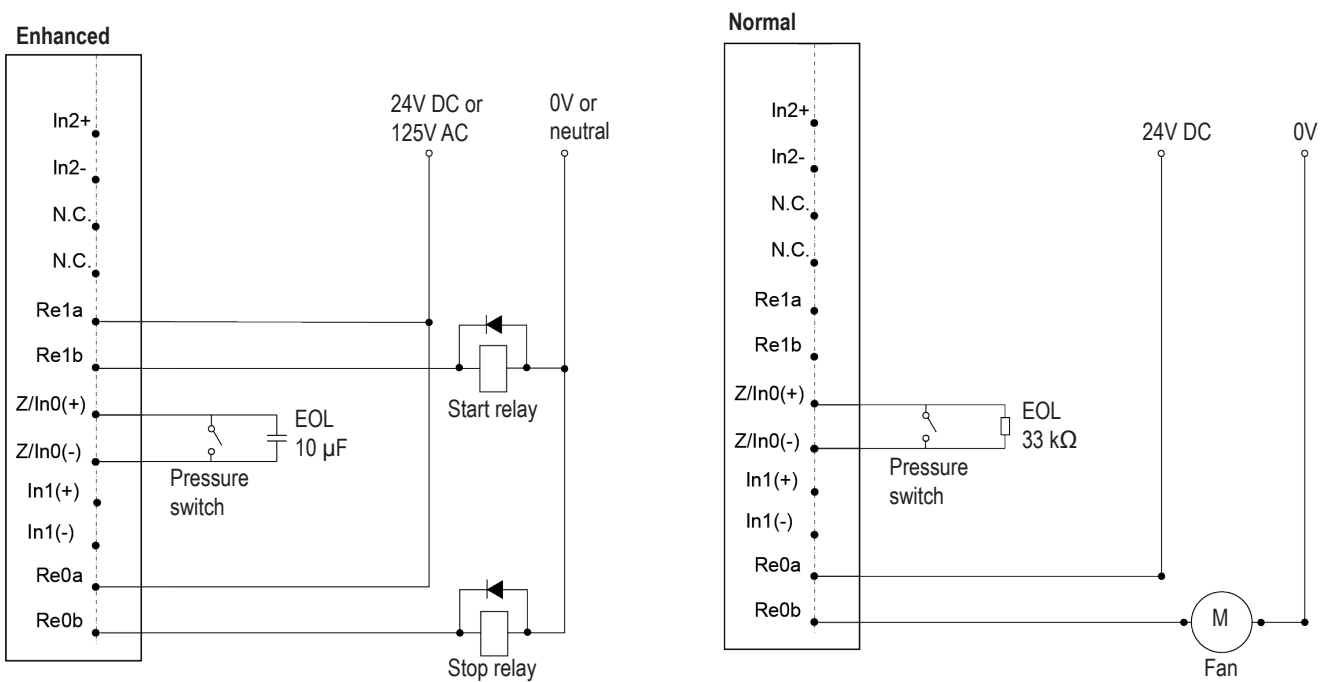 Enhanced
24V DC or
125V AC
0V or
neutral
In2+
In2-
N.C.
N.C.
Re1a
Re1b
Start relay
Z/In0(+)
Z/In0(-)
EOL
10 µF
Pressure
switch
In1(+)
In1(-)
Re0a
Re0b
Stop relay
Normal
24V DC
0V
In2+
In2-
N.C.
N.C.
Re1a
Re1b
Z/In0(+)
Z/In0(-)
EOL
33 kΩ
Pressure
switch
In1(+)
In1(-)
Re0a
Re0b
M
Fan